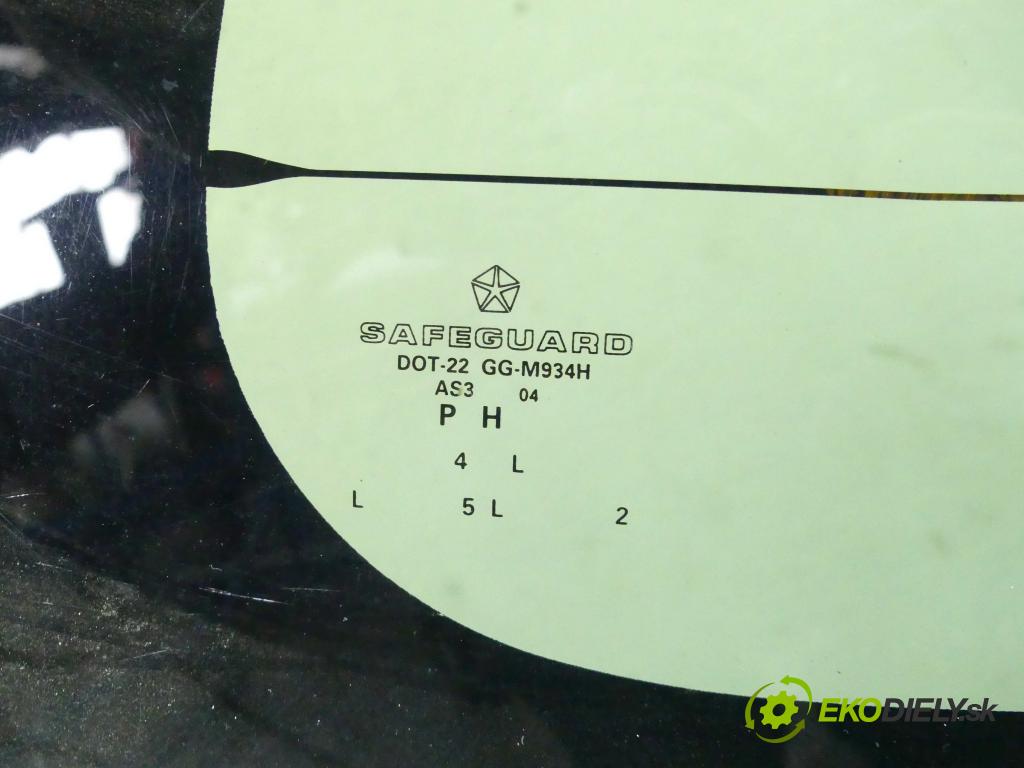 SAFEGUARD
DOT-22 GG-M934H
AS3 04
P H
4 L
L 5 L 2
EKODIELY.sk